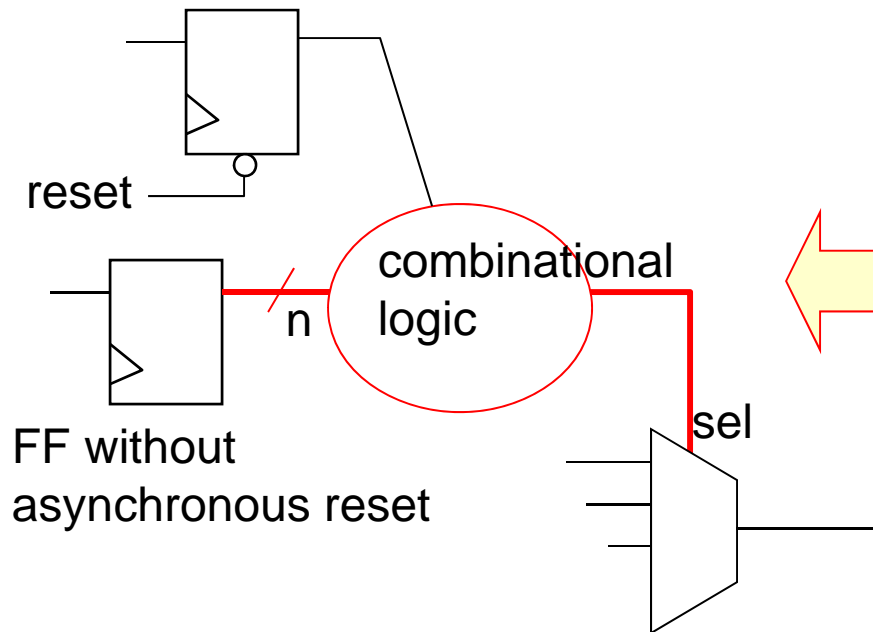 reset
combinational
logic
n
sel
FF without
asynchronous reset